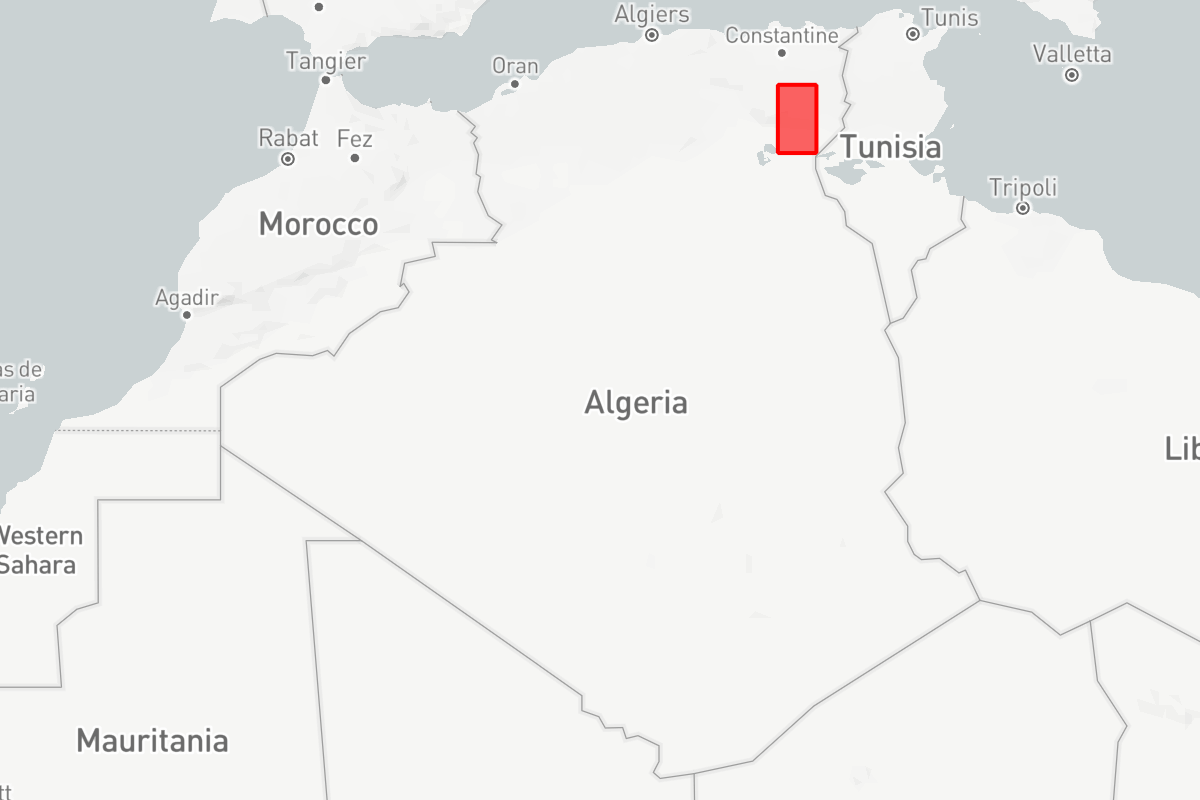 Algiers
Tunis
Constantine
Valletta
Tangier
Oran
Rabat
Fez
Tunisia
Tripoli
Morocco
Agadir
as de
aria
Algeria
Lib
Western
Sahara
Mauritania
tt